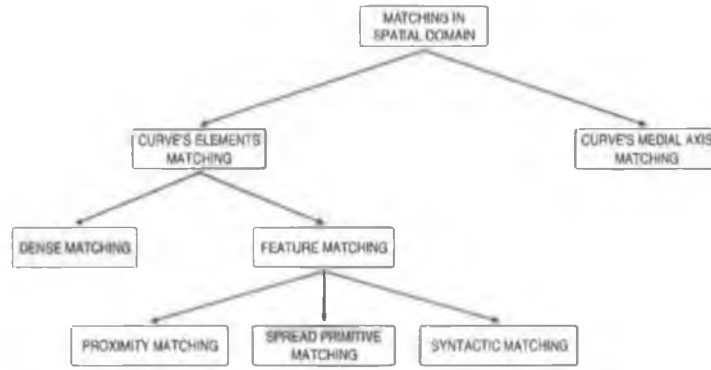 MATCHING IN
SPATIAL DOMAIN
CURVE'S ELEMENTS
MATCHING
CURVE'S MEDIAL AXIS
MATCHING
DENSE MATCHING
FEATURE MATCHING
PROXIMITY MATCHING
SPREAD PRIMITIVE
MATCHING
SYNTACTIC MATCHING